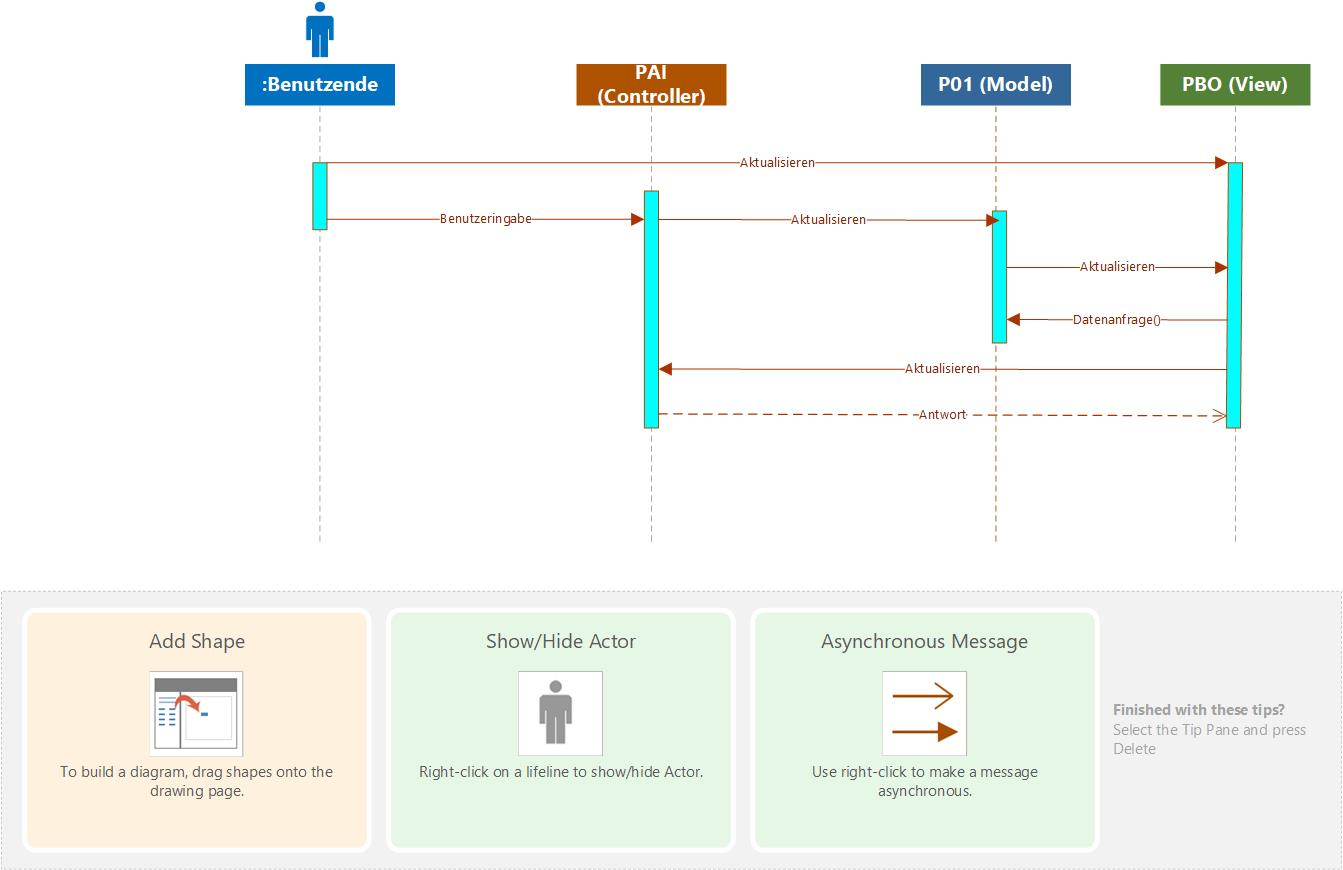 :Benutzende
PAI
(Controller)
P01 (Model)
PBO (View)
Aktualisieren
Benutzeringabe
Aktualisieren
Aktualisieren
Datenanfrage()
Aktualisieren
Antwort
Add Shape
To build a diagram, drag shapes onto the
drawing page.
Show/Hide Actor
Right-click on a lifeline to show/hide Actor.
Asynchronous Message
Use right-click to make a message
asynchronous.
Finished with these tips?
Select the Tip Pane and press
Delete